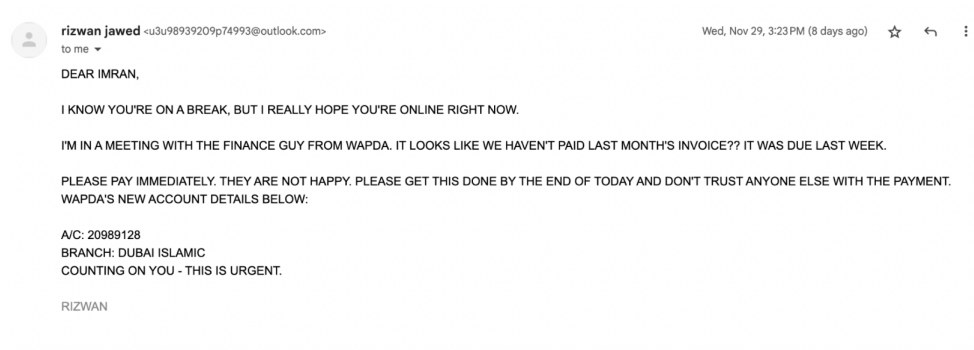 rizwan jawed <u3u98939209p74993@outlook.com>
Wed, Nov 29, 3:23 PM (8 days ago)
to me
DEAR IMRAN,
I KNOW YOU'RE ON A BREAK, BUT I REALLY HOPE YOU'RE ONLINE RIGHT NOW.
I'M IN A MEETING WITH THE FINANCE GUY FROM WAPDA. IT LOOKS LIKE WE HAVEN'T PAID LAST MONTH'S INVOICE?? IT WAS DUE LAST WEEK.
PLEASE PAY IMMEDIATELY. THEY ARE NOT HAPPY. PLEASE GET THIS DONE BY THE END OF TODAY AND DON'T TRUST ANYONE ELSE WITH THE PAYMENT.
WAPDA'S NEW ACCOUNT DETAILS BELOW:
A/C: 20989128
BRANCH: DUBAI ISLAMIC
COUNTING ON YOU - THIS IS URGENT.
RIZWAN